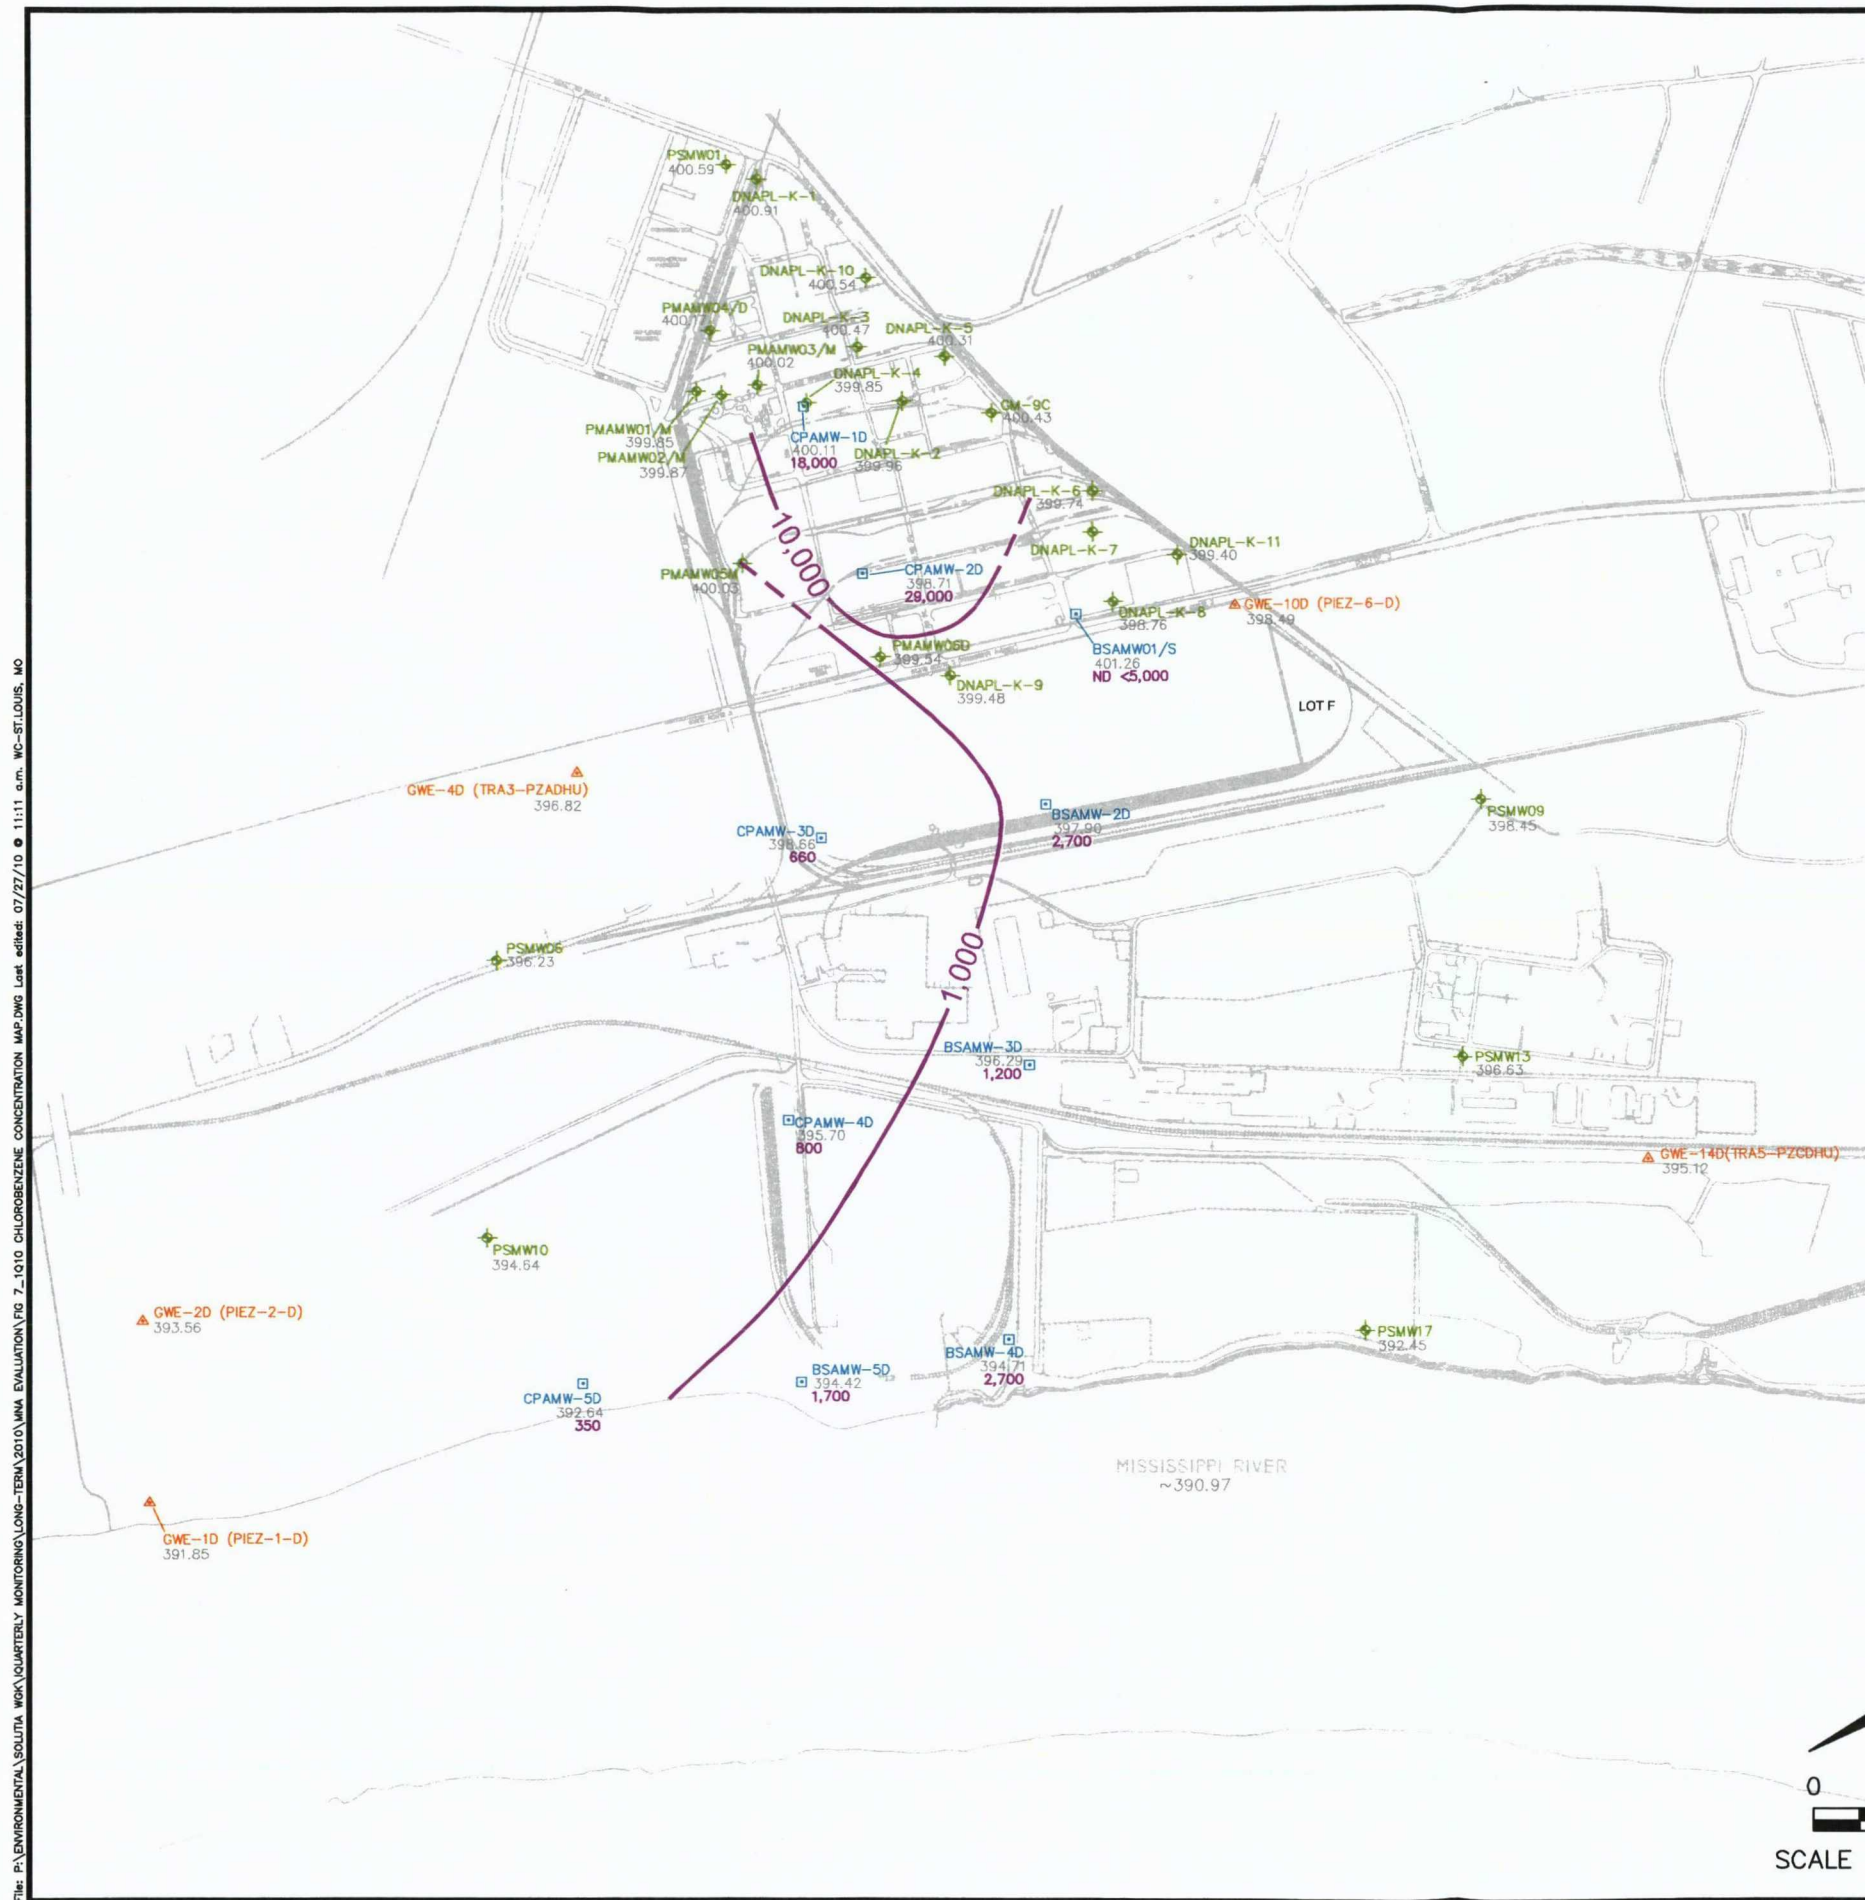 PSMW01
400.59
DNAPL-K-1
400.91
DNAPL-K-10
400.54
PMAMW04/D
DNAPL-K-3
400.47
DNAPL-K-5
400.31
PMAMW03/M
400.02
DNAPL-K-4
399.85
GM-9C
400.43
PMAMW01/M
399.85
PMAMW02/M
399.87
CPAMW-1D
400.11
18,000
DNAPL-K-2
399.96
DNAPL-K-6
399.74
10,000
DNAPL-K-7
DNAPL-K-11
399.40
PMAMW05M
400.03
CPAMW-2D
398.71
29,000
GWE-10D (PIEZ-6-D)
398.49
DNAPL-K-8
398.76
PMAMW06D
399.54
BSAMW01/S
401.26
ND <5,000
DNAPL-K-9
399.48
LOT F
GWE-4D (TRA3-PZADHU)
396.82
BSAMW-2D
397.90
2,700
PSMW09
398.45
CPAMW-3D
398.66
660
PSMW06
396.23
1,000
BSAMW-3D
396.29
1,200
PSMW13
396.63
CPAMW-4D
395.70
800
GWE-14D(TRA5-PZCDHU)
395.12
PSMW10
394.64
GWE-2D (PIEZ-2-D)
393.56
PSMW17
392.45
BSAMW-4D
394.71
2,700
BSAMW-5D
394.42
1,700
CPAMW-5D
392.64
350
MISSISSIPPI RIVER
~390.97
GWE-1D (PIEZ-1-D)
391.85
0
SCALE
File: P:\ENVIRONMENTAL\SOLUTIA WGK\QUARTERLY MONITORING\LONG-TERM\2010\MNA EVALUATION\FIG 7_1Q10 CHLOROBENZENE CONCENTRATION MAP.DWG Last edited: 07/27/10 @ 11:11 a.m. WC-ST.LOUIS, MO